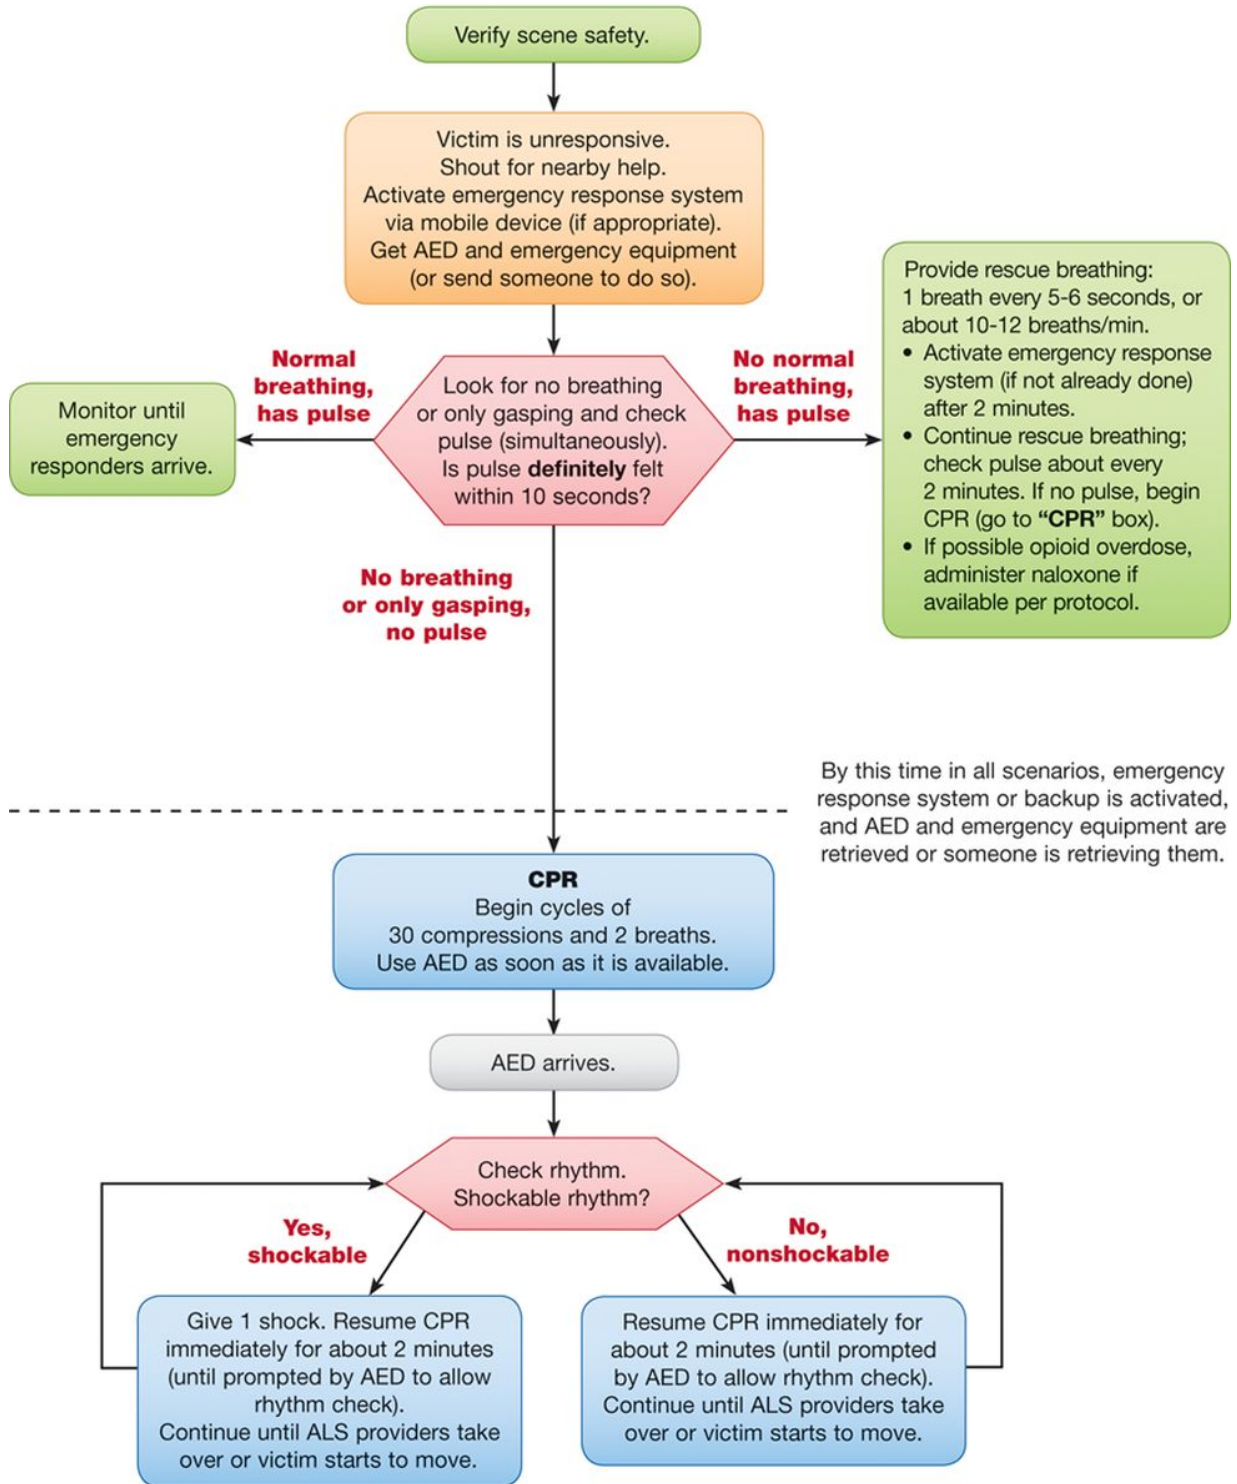 Verify scene safety.
Victim is unresponsive.
Shout for nearby help.
Activate emergency response system
via mobile device (if appropriate).
Get AED and emergency equipment
(or send someone to do so).
Normal
breathing,
has pulse
Monitor until
emergency
responders arrive.
Look for no breathing
or only gasping and check
pulse (simultaneously).
Is pulse definitely felt
within 10 seconds?
No normal
breathing,
has pulse
Provide rescue breathing:
1 breath every 5-6 seconds, or
about 10-12 breaths/min.
• Activate emergency response
system (if not already done)
after 2 minutes.
• Continue rescue breathing;
check pulse about every
2 minutes. If no pulse, begin
CPR (go to “CPR” box).
• If possible opioid overdose,
administer naloxone if
available per protocol.
No breathing
or only gasping,
no pulse
By this time in all scenarios, emergency
response system or backup is activated,
and AED and emergency equipment are
retrieved or someone is retrieving them.
CPR
Begin cycles of
30 compressions and 2 breaths.
Use AED as soon as it is available.
AED arrives.
Check rhythm.
Shockable rhythm?
Yes,
shockable
No,
nonshockable
Give 1 shock. Resume CPR
immediately for about 2 minutes
(until prompted by AED to allow
rhythm check).
Continue until ALS providers take
over or victim starts to move.
Resume CPR immediately for
about 2 minutes (until prompted
by AED to allow rhythm check).
Continue until ALS providers take
over or victim starts to move.